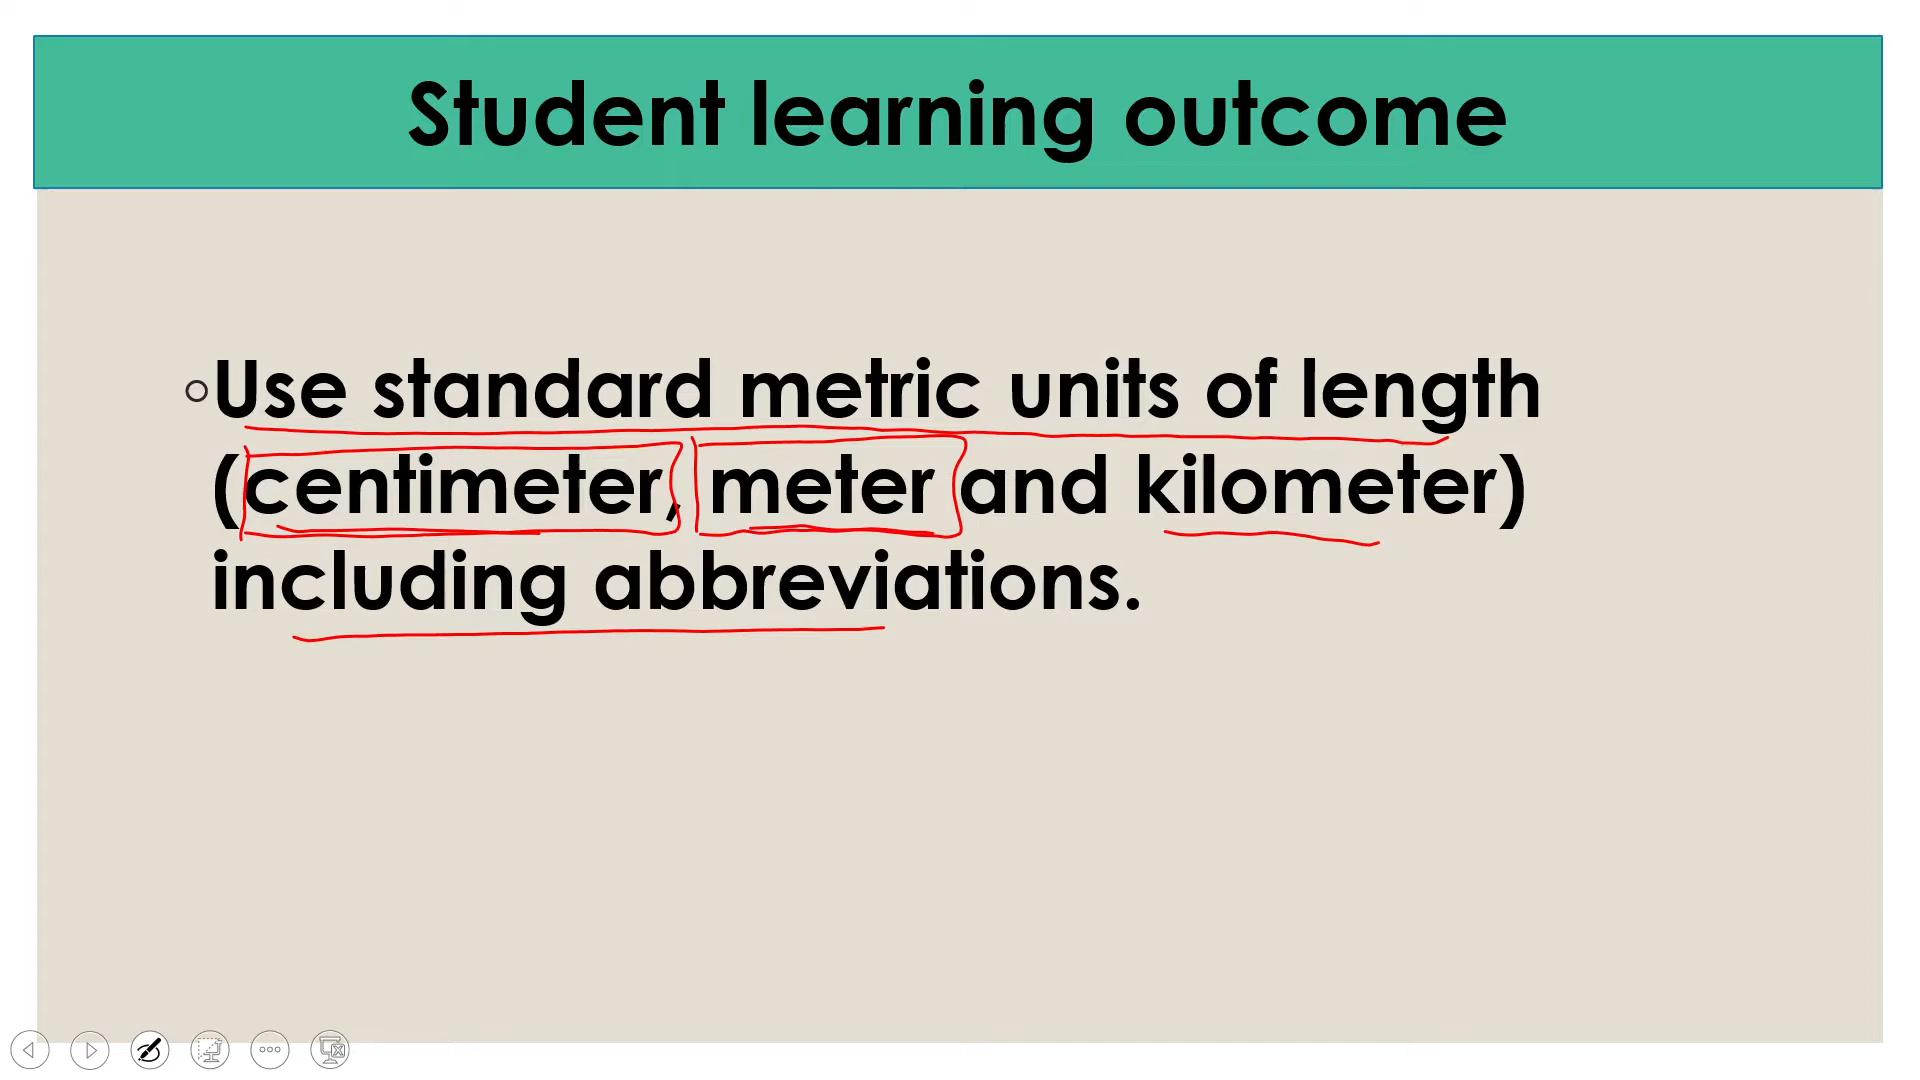 Student learning outcome
Use standard metric units of length
(centimeter, meter and kilometer)
including abbreviations.